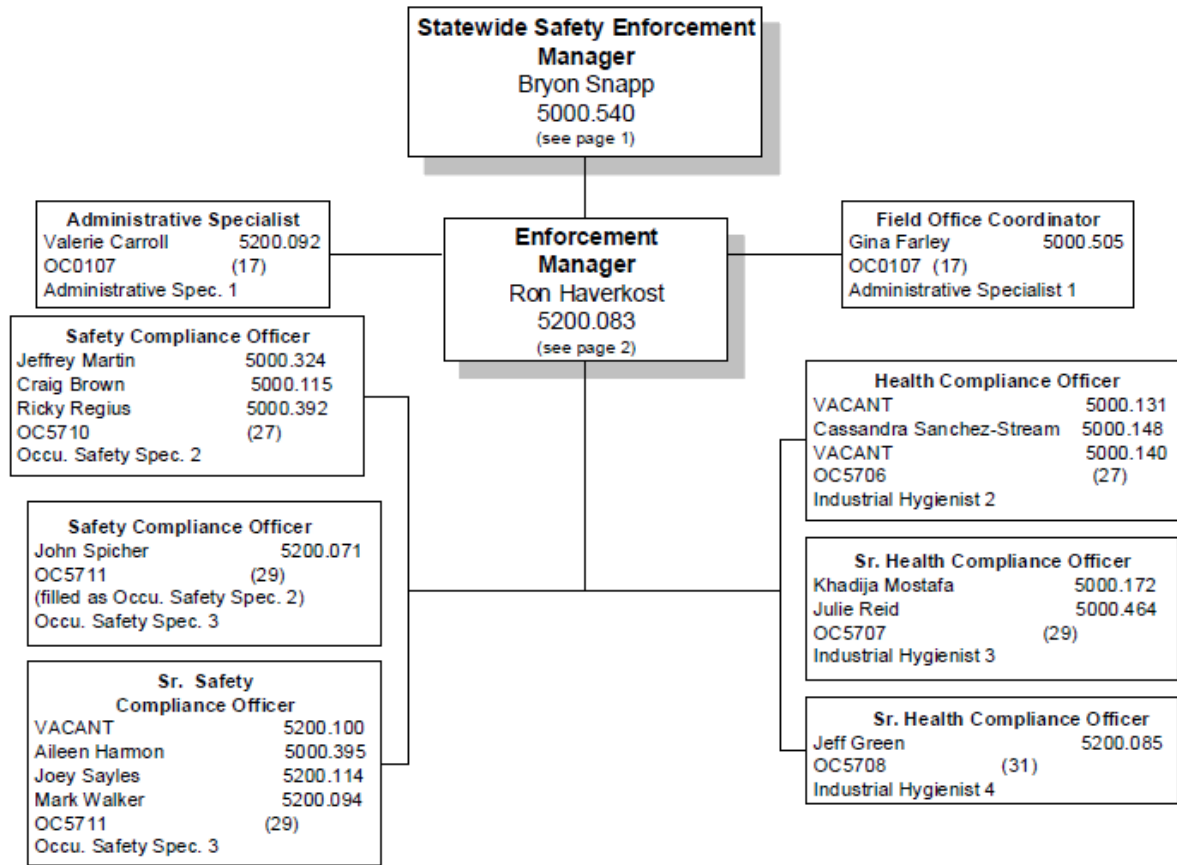 Statewide Safety Enforcement
Manager
Bryon Snapp
5000.540
(see page 1)
Administrative Specialist
Valerie Carroll 5200.092
OC0107 (17)
Administrative Spec. 1
Enforcement
Manager
Ron Haverkost
5200.083
(see page 2)
Field Office Coordinator
Gina Farley 5000.505
OC0107 (17)
Administrative Specialist 1
Safety Compliance Officer
Jeffrey Martin 5000.324
Craig Brown 5000.115
Ricky Regius 5000.392
OC5710 (27)
Occu. Safety Spec. 2
Safety Compliance Officer
John Spicher 5200.071
OC5711 (29)
(filled as Occu. Safety Spec. 2)
Occu. Safety Spec. 3
Sr. Safety
Compliance Officer
VACANT 5200.100
Aileen Harmon 5000.395
Joey Sayles 5200.114
Mark Walker 5200.094
OC5711 (29)
Occu. Safety Spec. 3
Health Compliance Officer
VACANT 5000.131
Cassandra Sanchez-Stream 5000.148
VACANT 5000.140
OC5706 (27)
Industrial Hygienist 2
Sr. Health Compliance Officer
Khadija Mostafa 5000.172
Julie Reid 5000.464
OC5707 (29)
Industrial Hygienist 3
Sr. Health Compliance Officer
Jeff Green 5200.085
OC5708 (31)
Industrial Hygienist 4